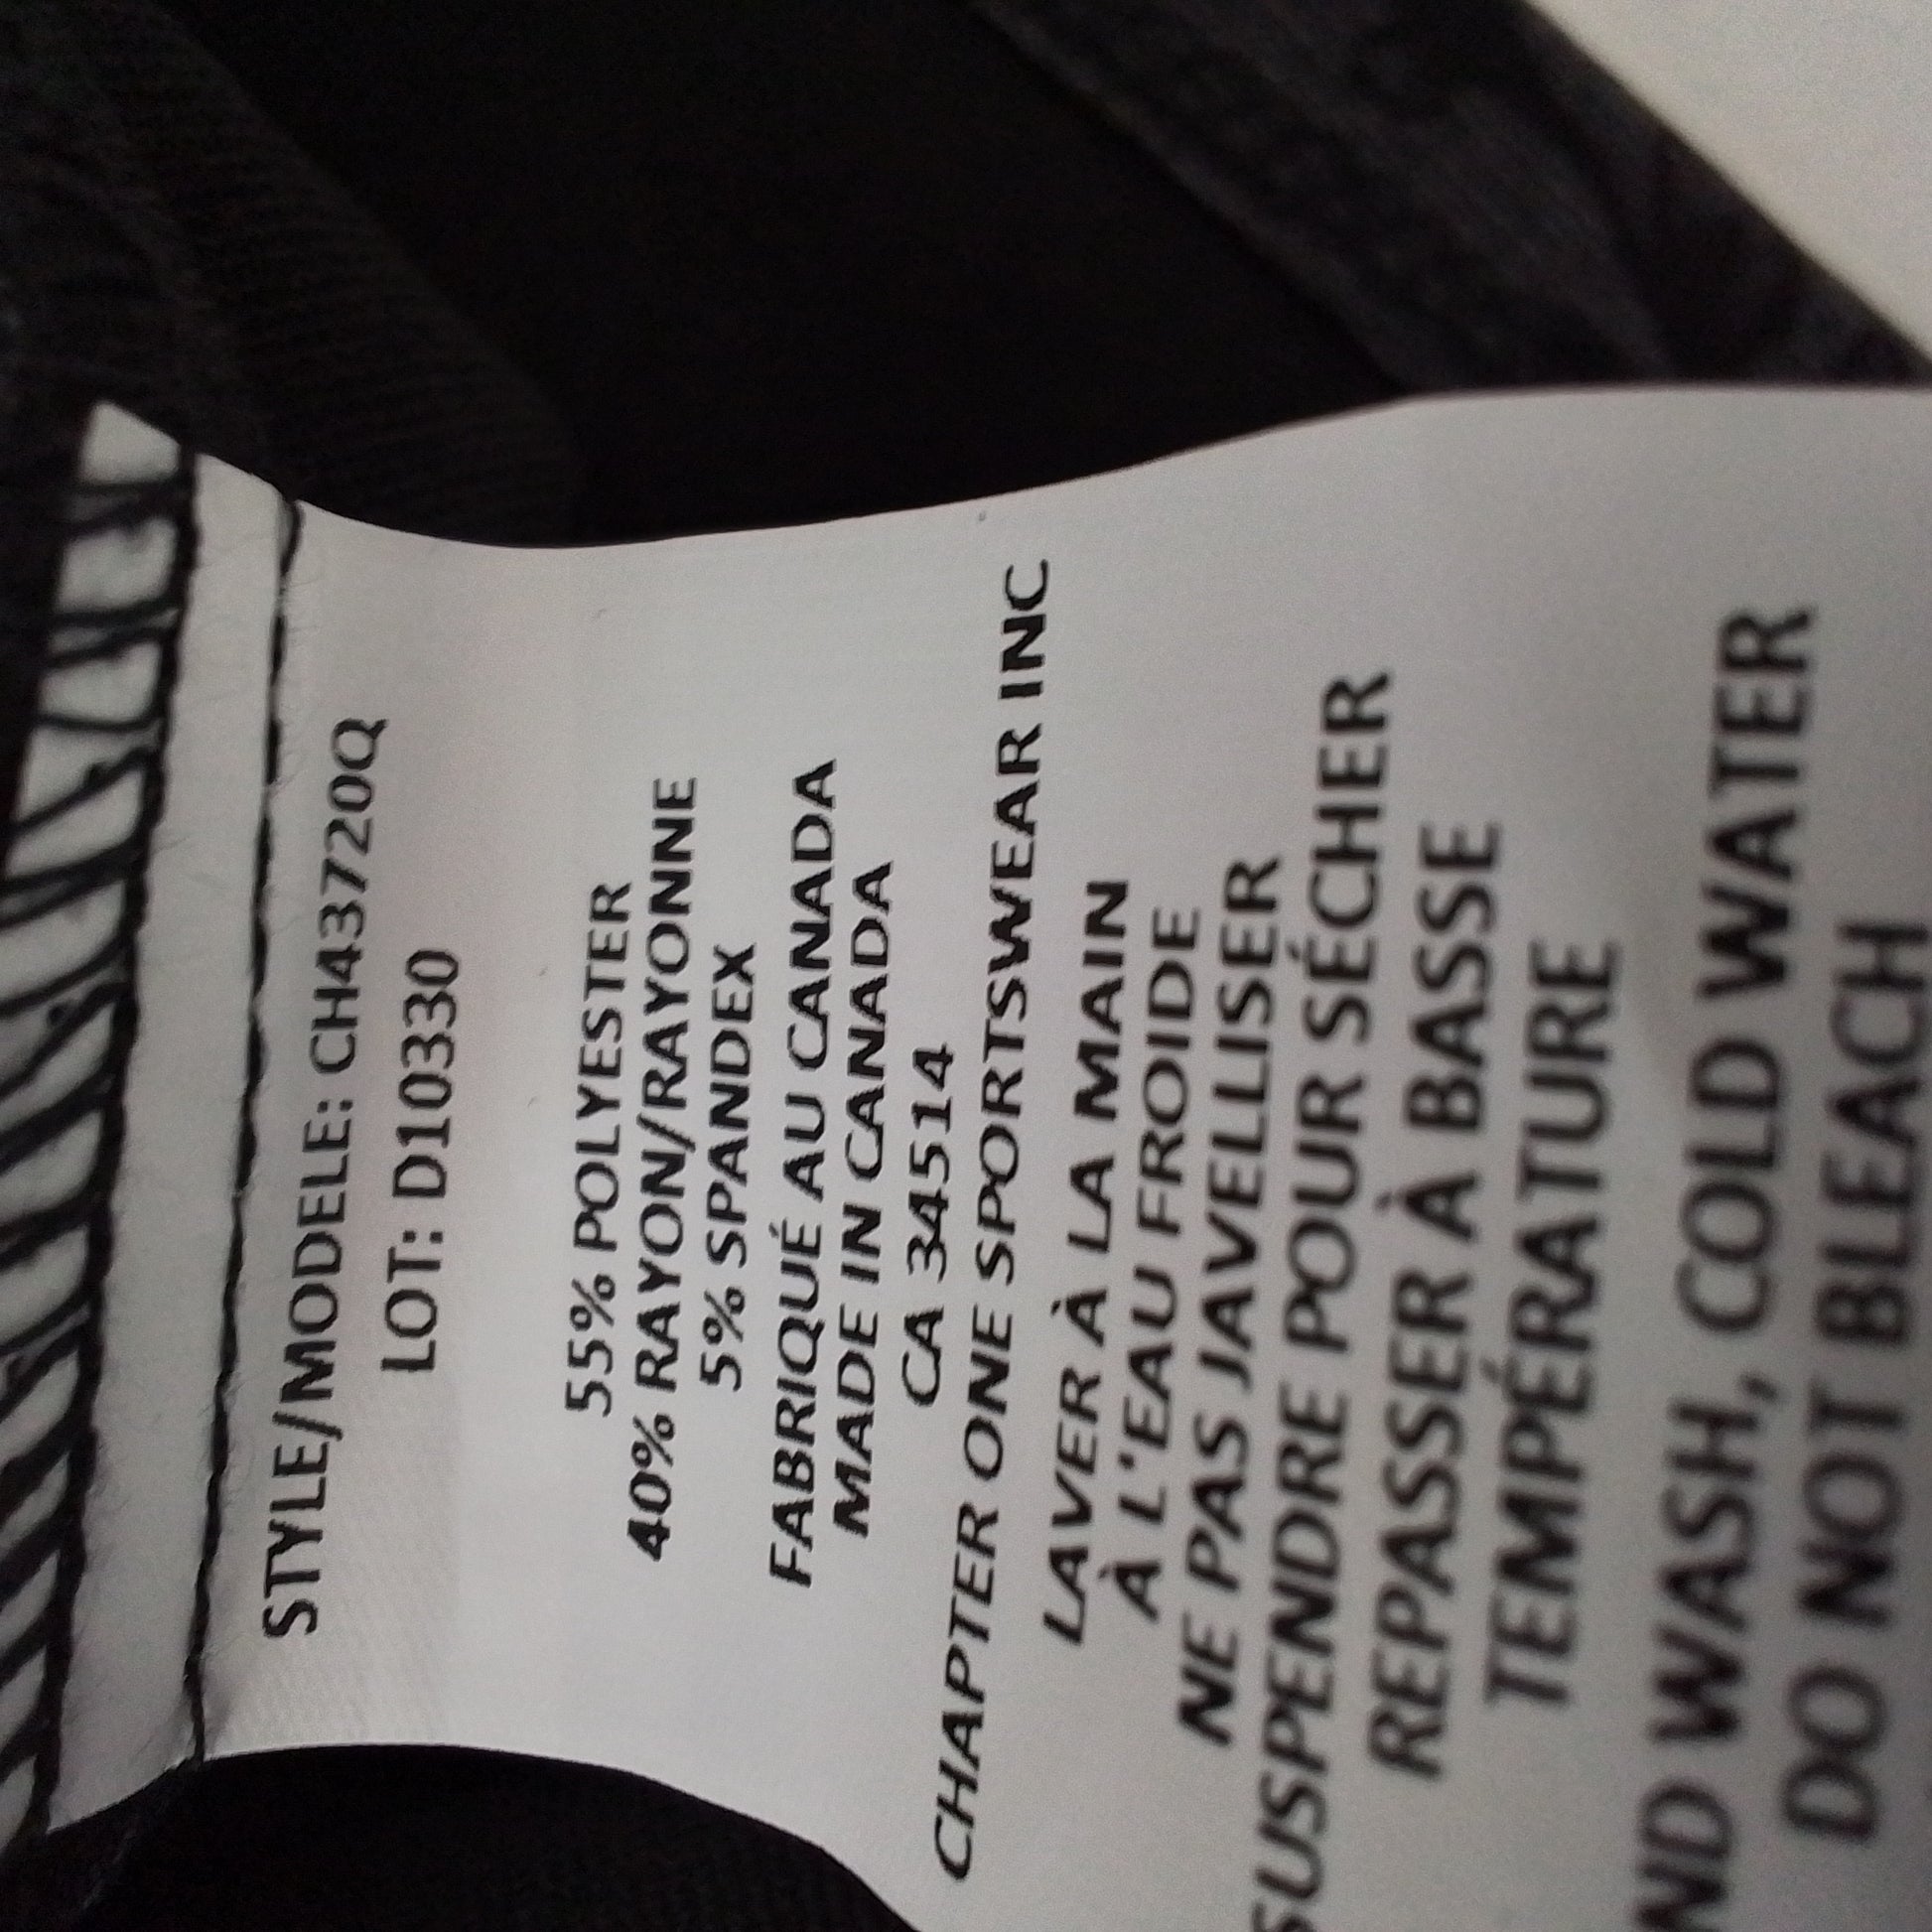 STYLE/MODELE: CH43720Q
LOT: D10330
55% POLYESTER
40% RAYON/RAYONNE
5% SPANDEX
FABRIQUÉ AU CANADA
MADE IN CANADA
CA 34514
CHAPTER ONE SPORTSWEAR INC
LAVER À LA MAIN
À L'EAU FROIDE
NE PAS JAVELLISER
SUSPENDRE POUR SÉCHER
REPASSER À BASSE
TEMPÉRATURE
ND WASH, COLD WATER
DO NOT BLEACH